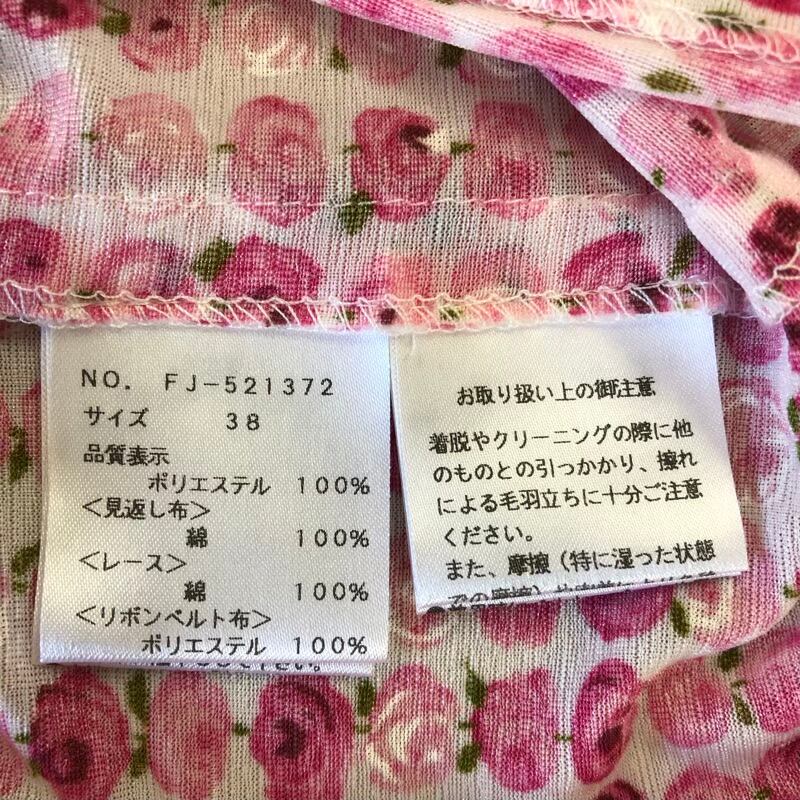 NO. FJ-521372
サイズ 38
品質表示
ポリエステル 100%
<見返し布>
綿 100%
<レース>
綿 100%
<リボンベルト布>
ポリエステル 100%
お取り扱い上の御注意
着脱やクリーニングの際に他
のものとの引っかかり、擦れ
による毛羽立ちに十分ご注意
ください。
また、摩擦(特に湿った状態
での摩擦)